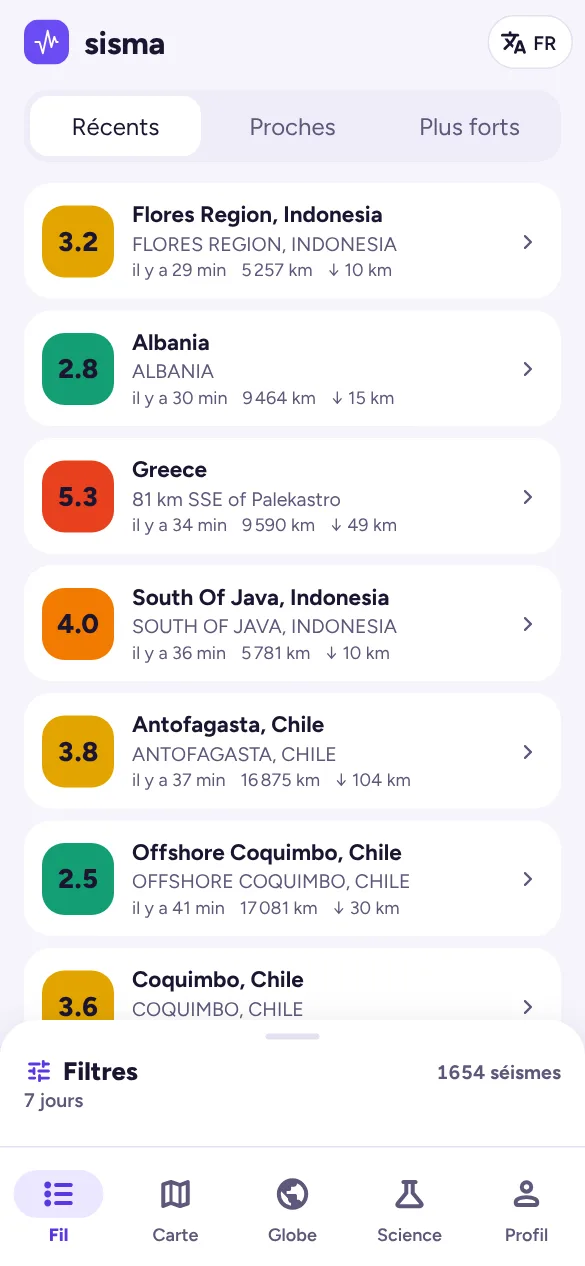 sisma
FR
Récents
Proches
Plus forts
3.2
Flores Region, Indonesia
FLORES REGION, INDONESIA
il y a 29 min 5 257 km ↓ 10 km
2.8
Albania
ALBANIA
il y a 30 min 9 464 km ↓ 15 km
5.3
Greece
81 km SSE of Palekastro
il y a 34 min 9 590 km ↓ 49 km
4.0
South Of Java, Indonesia
SOUTH OF JAVA, INDONESIA
il y a 36 min 5 781 km ↓ 10 km
3.8
Antofagasta, Chile
ANTOFAGASTA, CHILE
il y a 37 min 16 875 km ↓ 104 km
2.5
Offshore Coquimbo, Chile
OFFSHORE COQUIMBO, CHILE
il y a 41 min 17 081 km ↓ 30 km
3.6
Coquimbo, Chile
COQUIMBO, CHILE
Filtres
1654 séismes
7 jours
Fil
Carte
Globe
Science
Profil